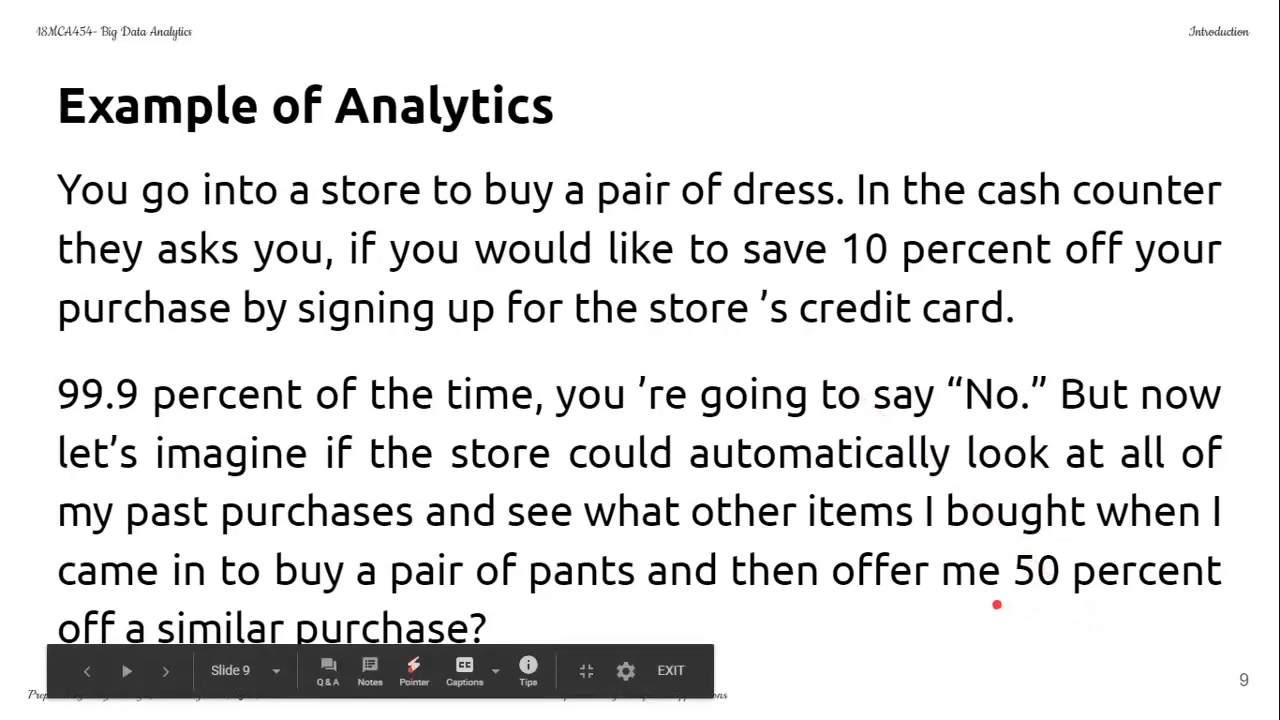 18MCA454- Big Data Analytics
Introduction
Example of Analytics
You go into a store to buy a pair of dress. In the cash counter
they asks you, if you would like to save 10 percent off your
purchase by signing up for the store ’s credit card.
99.9 percent of the time, you ’re going to say “No.” But now
let’s imagine if the store could automatically look at all of
my past purchases and see what other items I bought when I
came in to buy a pair of pants and then offer me 50 percent
off a similar purchase?
Slide 9
Q & A
Notes
Pointer
CC
Captions
Tips
EXIT
9